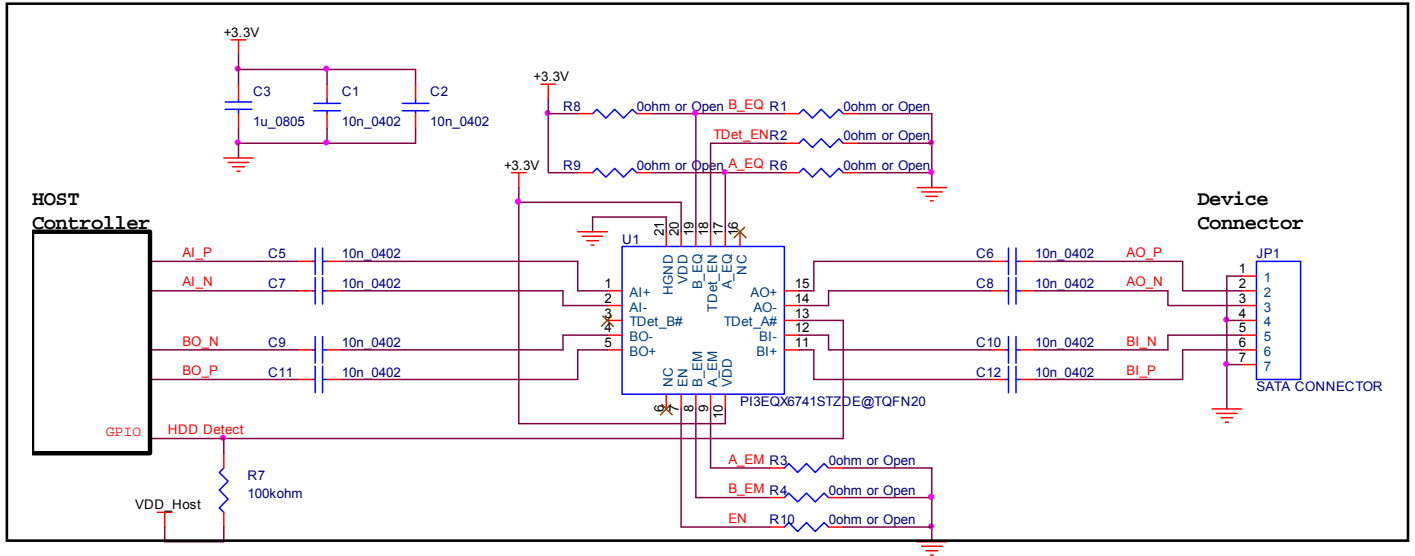 +3.3V
C3
1u_0805
C1
10n_0402
C2
10n_0402
+3.3V
R8 0ohm or Open B_EQ R1 0ohm or Open
TDet_EN R2 0ohm or Open
R9 0ohm or Open A_EQ R6 0ohm or Open
+3.3V
HOST
Controller
Device
Connector
21 20 19 18 17 16
U1
HGND VDD B_EQ TDet_EN A_EQ NC
AI_P C5 10n_0402
AI_N C7 10n_0402
BO_N C9 10n_0402
BO_P C11 10n_0402
1 AI+
2 AI-
3 TDet_B#
4 BO-
5 BO+
AO+ 15
AO- 14
TDet_A# 13
BI- 12
BI+ 11
NC EN B_EM A_EM VDD
6 7 8 9 10
PI3EQX6741STZDE@TQFN20
C6 10n_0402 AO_P
C8 10n_0402 AO_N
C10 10n_0402 BI_N
C12 10n_0402 BI_P
JP1
1 1
2 2
3 3
4 4
5 5
6 6
7 7
SATA CONNECTOR
GPIO HDD Detect
R7
100kohm
VDD_Host
A_EM R3 0ohm or Open
B_EM R4 0ohm or Open
EN R10 0ohm or Open